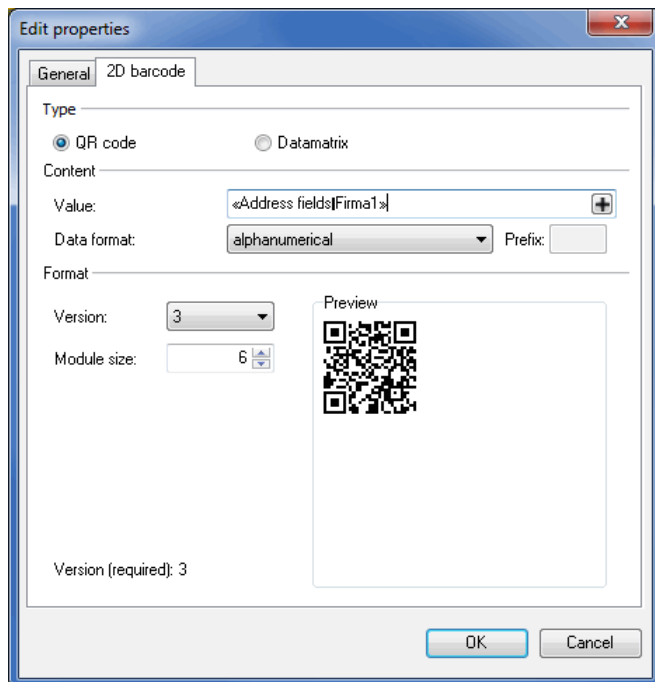 Edit properties
General 2D barcode
Type
QR code Datamatrix
Content
Value: «Address fields|Firma1»
Data format: alphanumerical Prefix:
Format
Version: 3 Preview
Module size: 6
Version (required): 3
OK Cancel